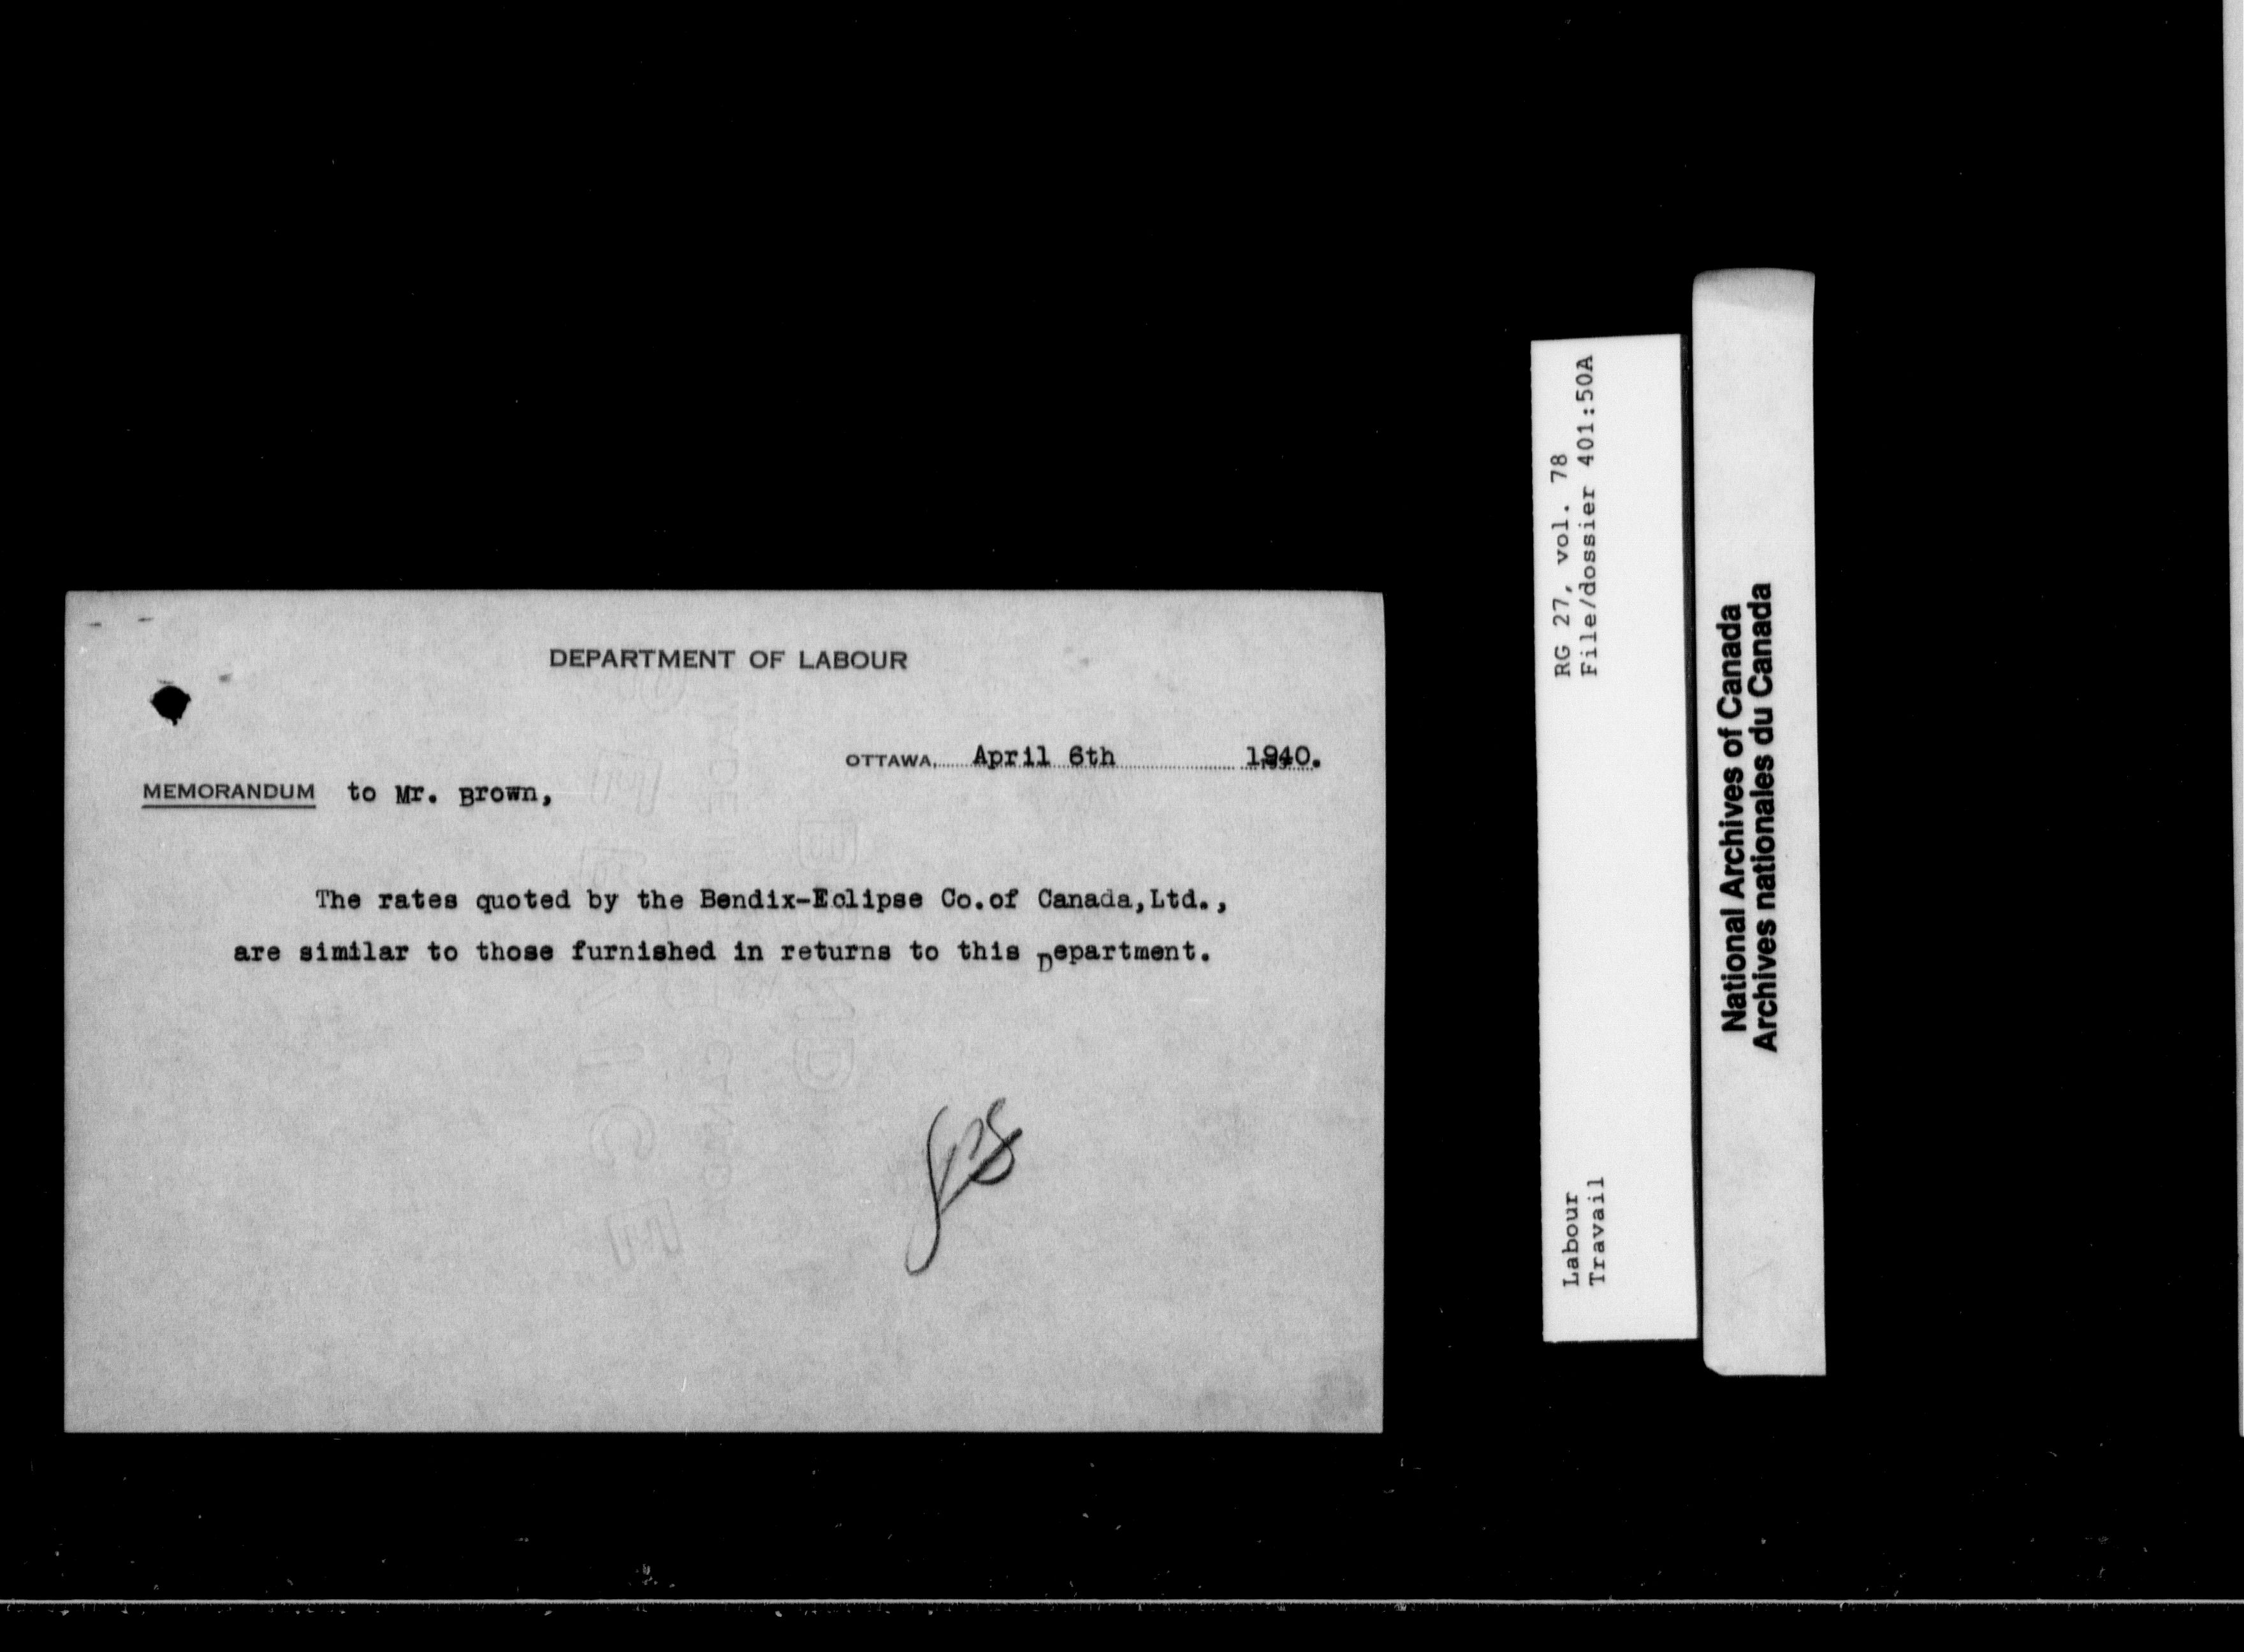 DEPARTMENT OF LABOUR
OTTAWA, April 6th 1940.
MEMORANDUM to Mr. Brown,
The rates quoted by the Bendix-Eclipse Co.of Canada,Ltd.,
are similar to those furnished in returns to this Department.
RG 27, vol. 78
File/dossier 401:50A
Labour
Travail
National Archives of Canada
Archives nationales du Canada